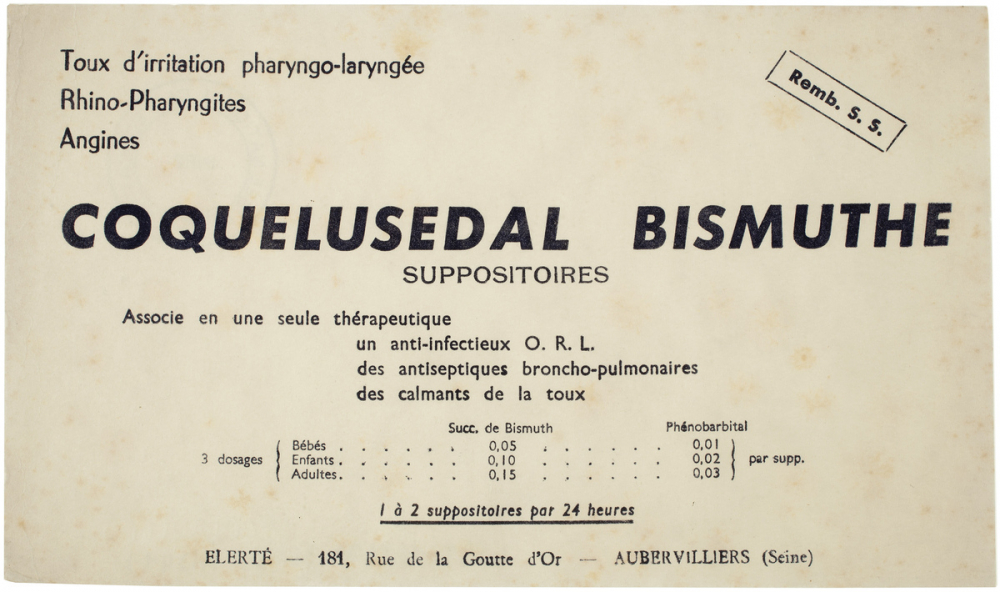 Toux d'irritation pharyngo-laryngée
Rhino-Pharyngites
Angines
Remb. S. S.
COQUELUSEDAL BISMUTHE
SUPPOSITOIRES
Associe en une seule thérapeutique
un anti-infectieux O. R. L.
des antiseptiques broncho-pulmonaires
des calmants de la toux
Succ. de Bismuth Phénobarbital
Bébés . . . . . . 0,05 . . . . . . 0,01
3 dosages { Enfants . . . . . . 0,10 . . . . . . 0,02 } par supp.
Adultes . . . . . . 0,15 . . . . . . 0,03
1 à 2 suppositoires par 24 heures
ELERTÉ — 181, Rue de la Goutte d'Or — AUBERVILLIERS (Seine)